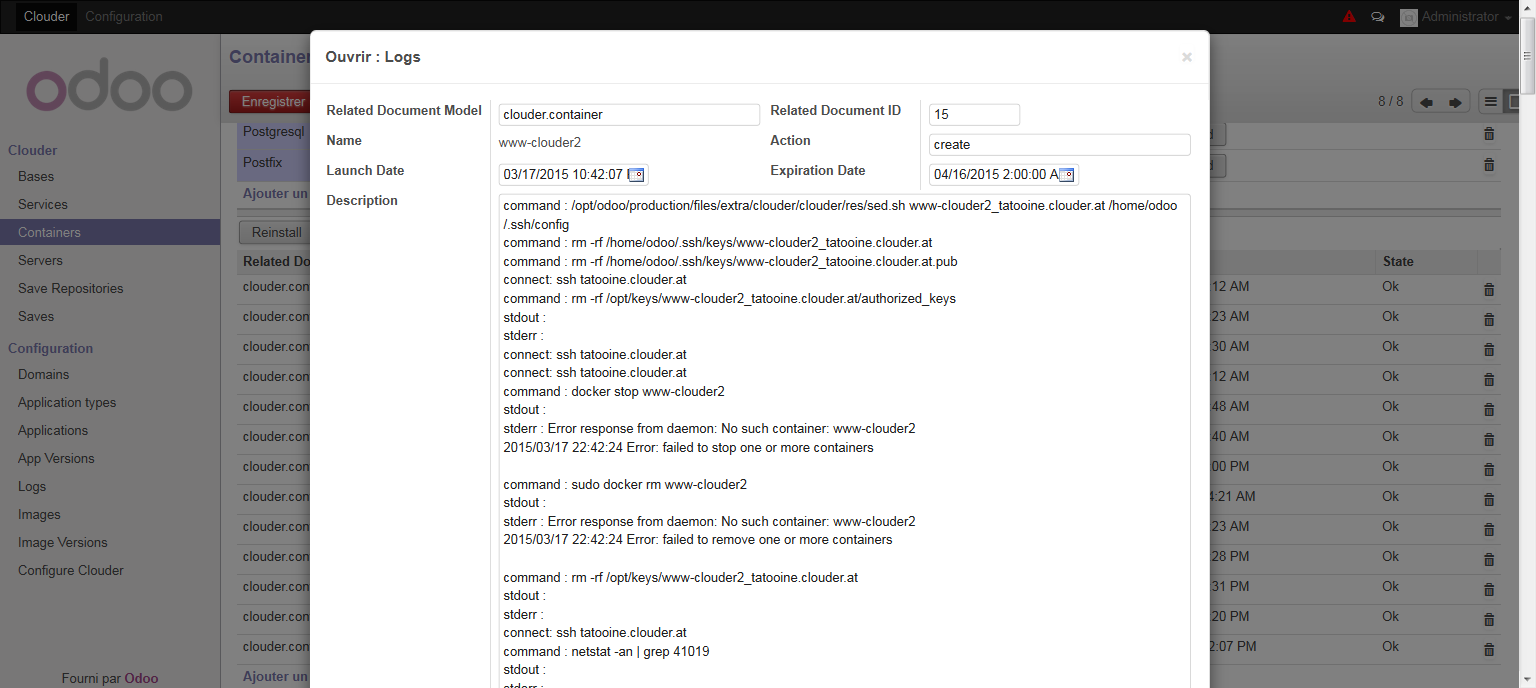 Clouder Configuration
Administrator
odoo
Clouder
Bases
Services
Containers
Servers
Save Repositories
Saves
Configuration
Domains
Application types
Applications
App Versions
Logs
Images
Image Versions
Configure Clouder
Fourni par Odoo
Container
Enregistrer
8 / 8
Postgresql
Postfix
Ajouter un
Reinstall
Related Do
State
clouder.con
12 AM Ok
clouder.con
23 AM Ok
clouder.con
30 AM Ok
clouder.con
12 AM Ok
clouder.con
48 AM Ok
clouder.con
40 AM Ok
clouder.con
00 PM Ok
clouder.con
4:21 AM Ok
clouder.con
23 AM Ok
clouder.con
28 PM Ok
clouder.con
31 PM Ok
clouder.con
20 PM Ok
clouder.con
2:07 PM Ok
Ajouter un
Ouvrir : Logs
Related Document Model clouder.container Related Document ID 15
Name www-clouder2 Action create
Launch Date 03/17/2015 10:42:07 Expiration Date 04/16/2015 2:00:00 A
Description
command : /opt/odoo/production/files/extra/clouder/clouder/res/sed.sh www-clouder2_tatooine.clouder.at /home/odoo
/.ssh/config
command : rm -rf /home/odoo/.ssh/keys/www-clouder2_tatooine.clouder.at
command : rm -rf /home/odoo/.ssh/keys/www-clouder2_tatooine.clouder.at.pub
connect: ssh tatooine.clouder.at
command : rm -rf /opt/keys/www-clouder2_tatooine.clouder.at/authorized_keys
stdout :
stderr :
connect: ssh tatooine.clouder.at
connect: ssh tatooine.clouder.at
command : docker stop www-clouder2
stdout :
stderr : Error response from daemon: No such container: www-clouder2
2015/03/17 22:42:24 Error: failed to stop one or more containers
command : sudo docker rm www-clouder2
stdout :
stderr : Error response from daemon: No such container: www-clouder2
2015/03/17 22:42:24 Error: failed to remove one or more containers
command : rm -rf /opt/keys/www-clouder2_tatooine.clouder.at
stdout :
stderr :
connect: ssh tatooine.clouder.at
command : netstat -an | grep 41019
stdout :
stderr :